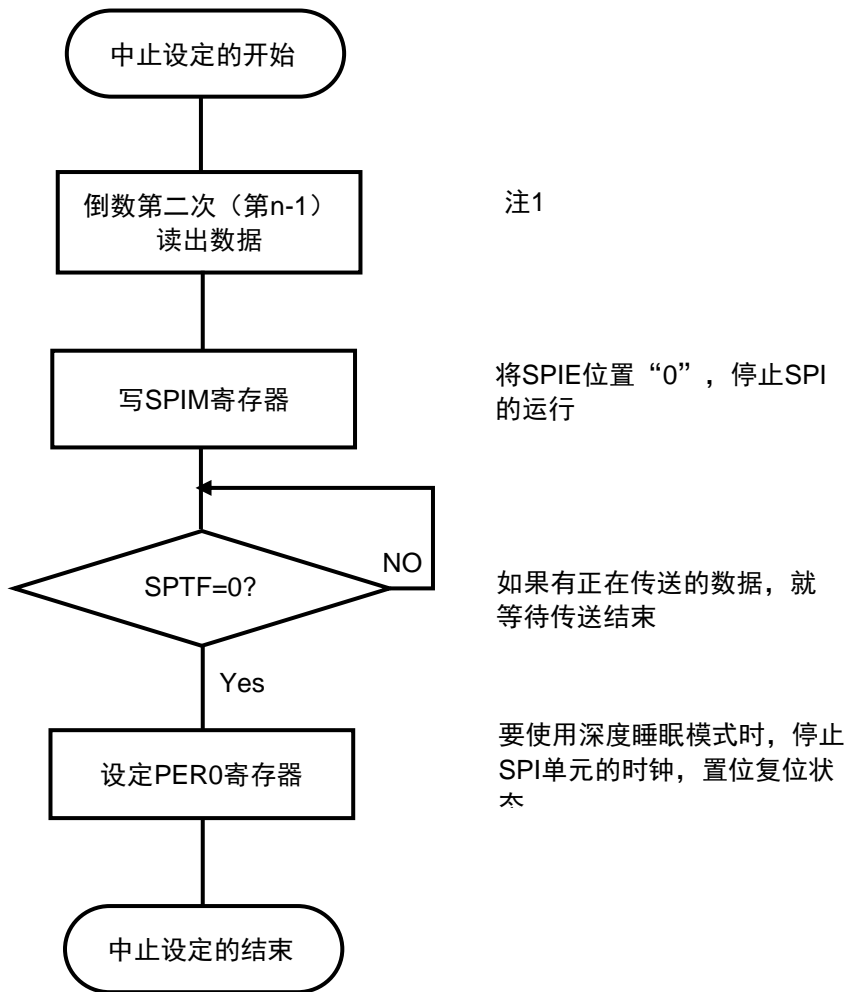 中止设定的开始
倒数第二次（第n-1）
读出数据
注1
写SPIM寄存器
将SPIE位置“0”，停止SPI
的运行
NO
SPTF=0?
如果有正在传送的数据，就
等待传送结束
Yes
设定PER0寄存器
要使用深度睡眠模式时，停止
SPI单元的时钟，置位复位状
态
中止设定的结束